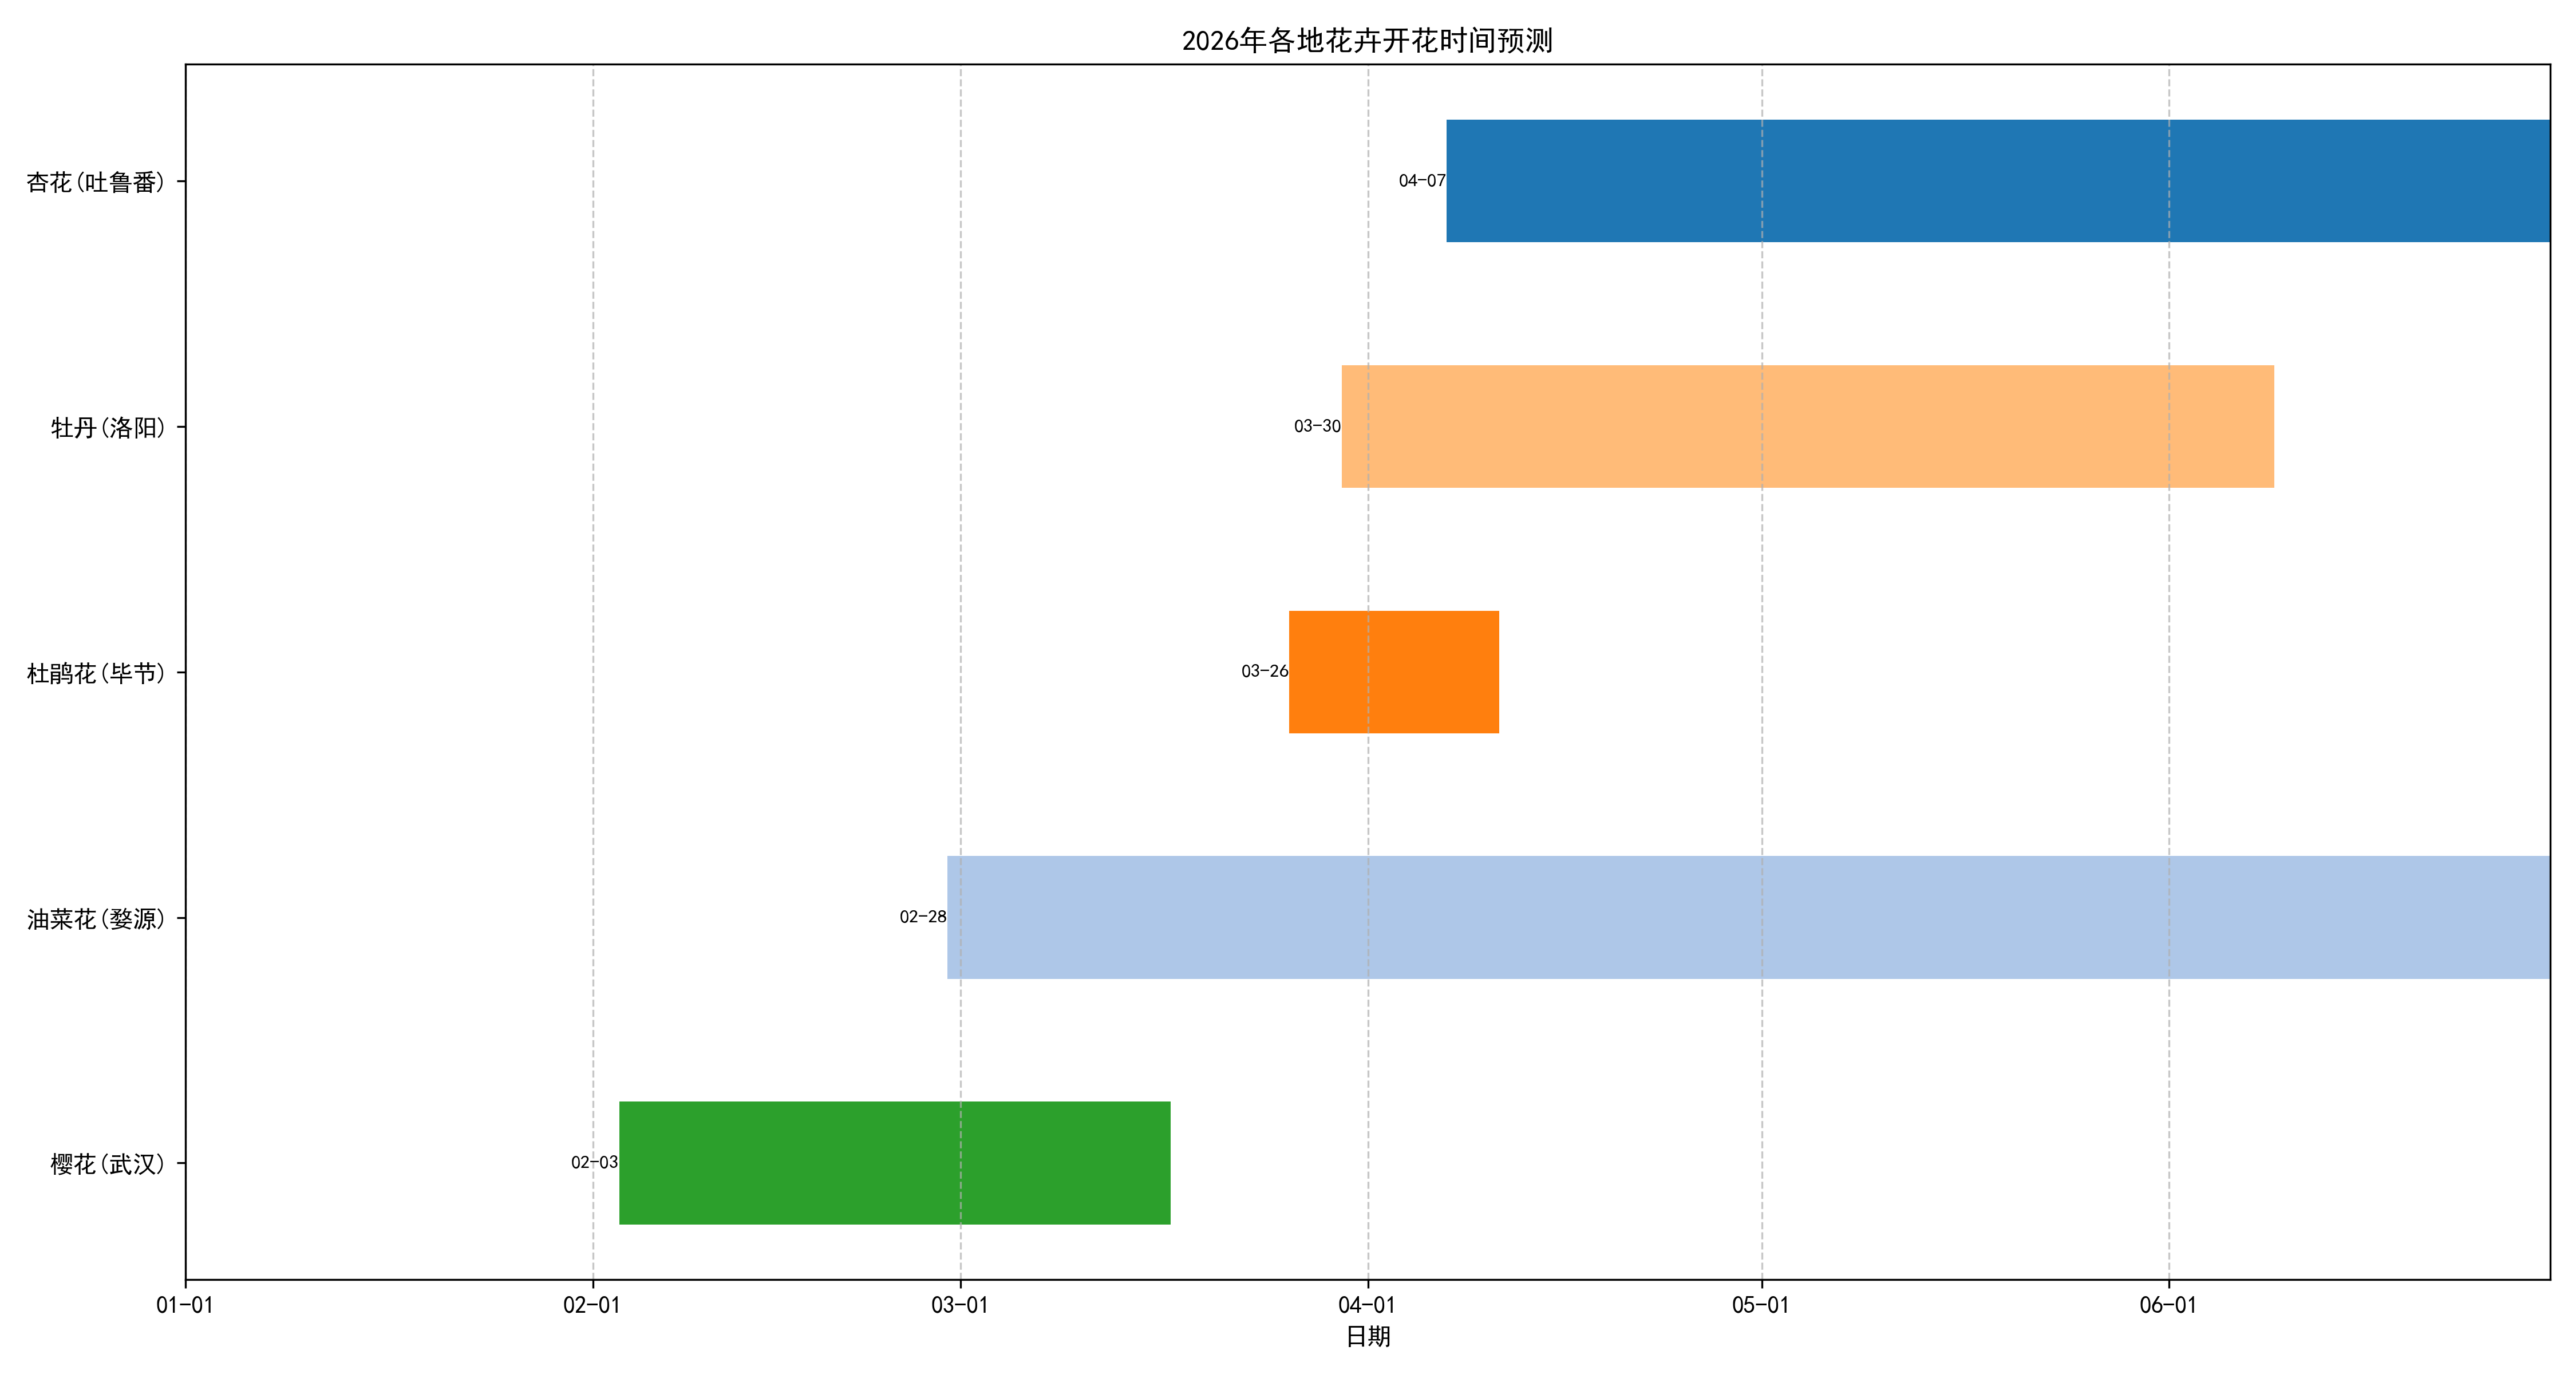 2026年各地花卉开花时间预测
杏花(吐鲁番)
04-07
牡丹(洛阳)
03-30
杜鹃花(毕节)
03-26
油菜花(婺源)
02-28
樱花(武汉)
02-03
01-01 02-01 03-01 04-01 05-01 06-01
日期